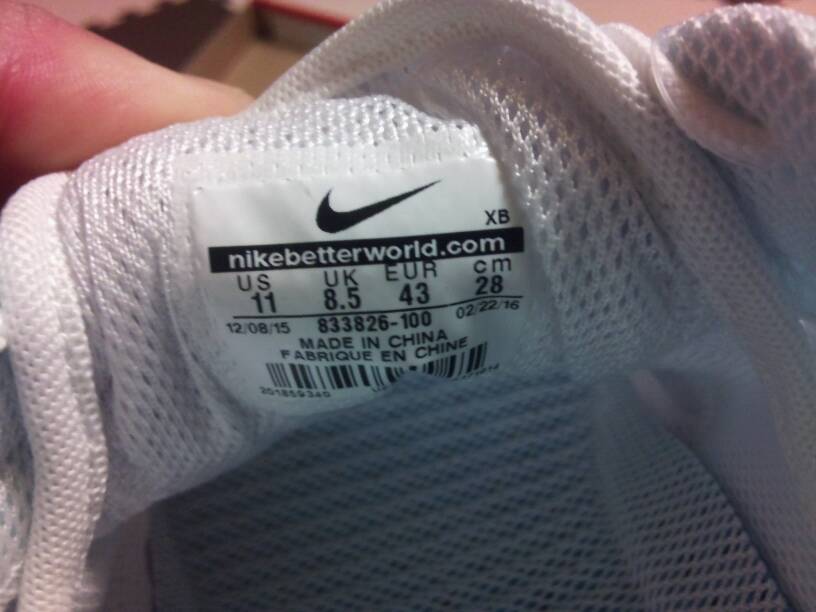 XB
nikebetterworld.com
US UK EUR cm
11 8.5 43 28
12/08/15 833826-100 02/22/16
MADE IN CHINA
FABRIQUE EN CHINE